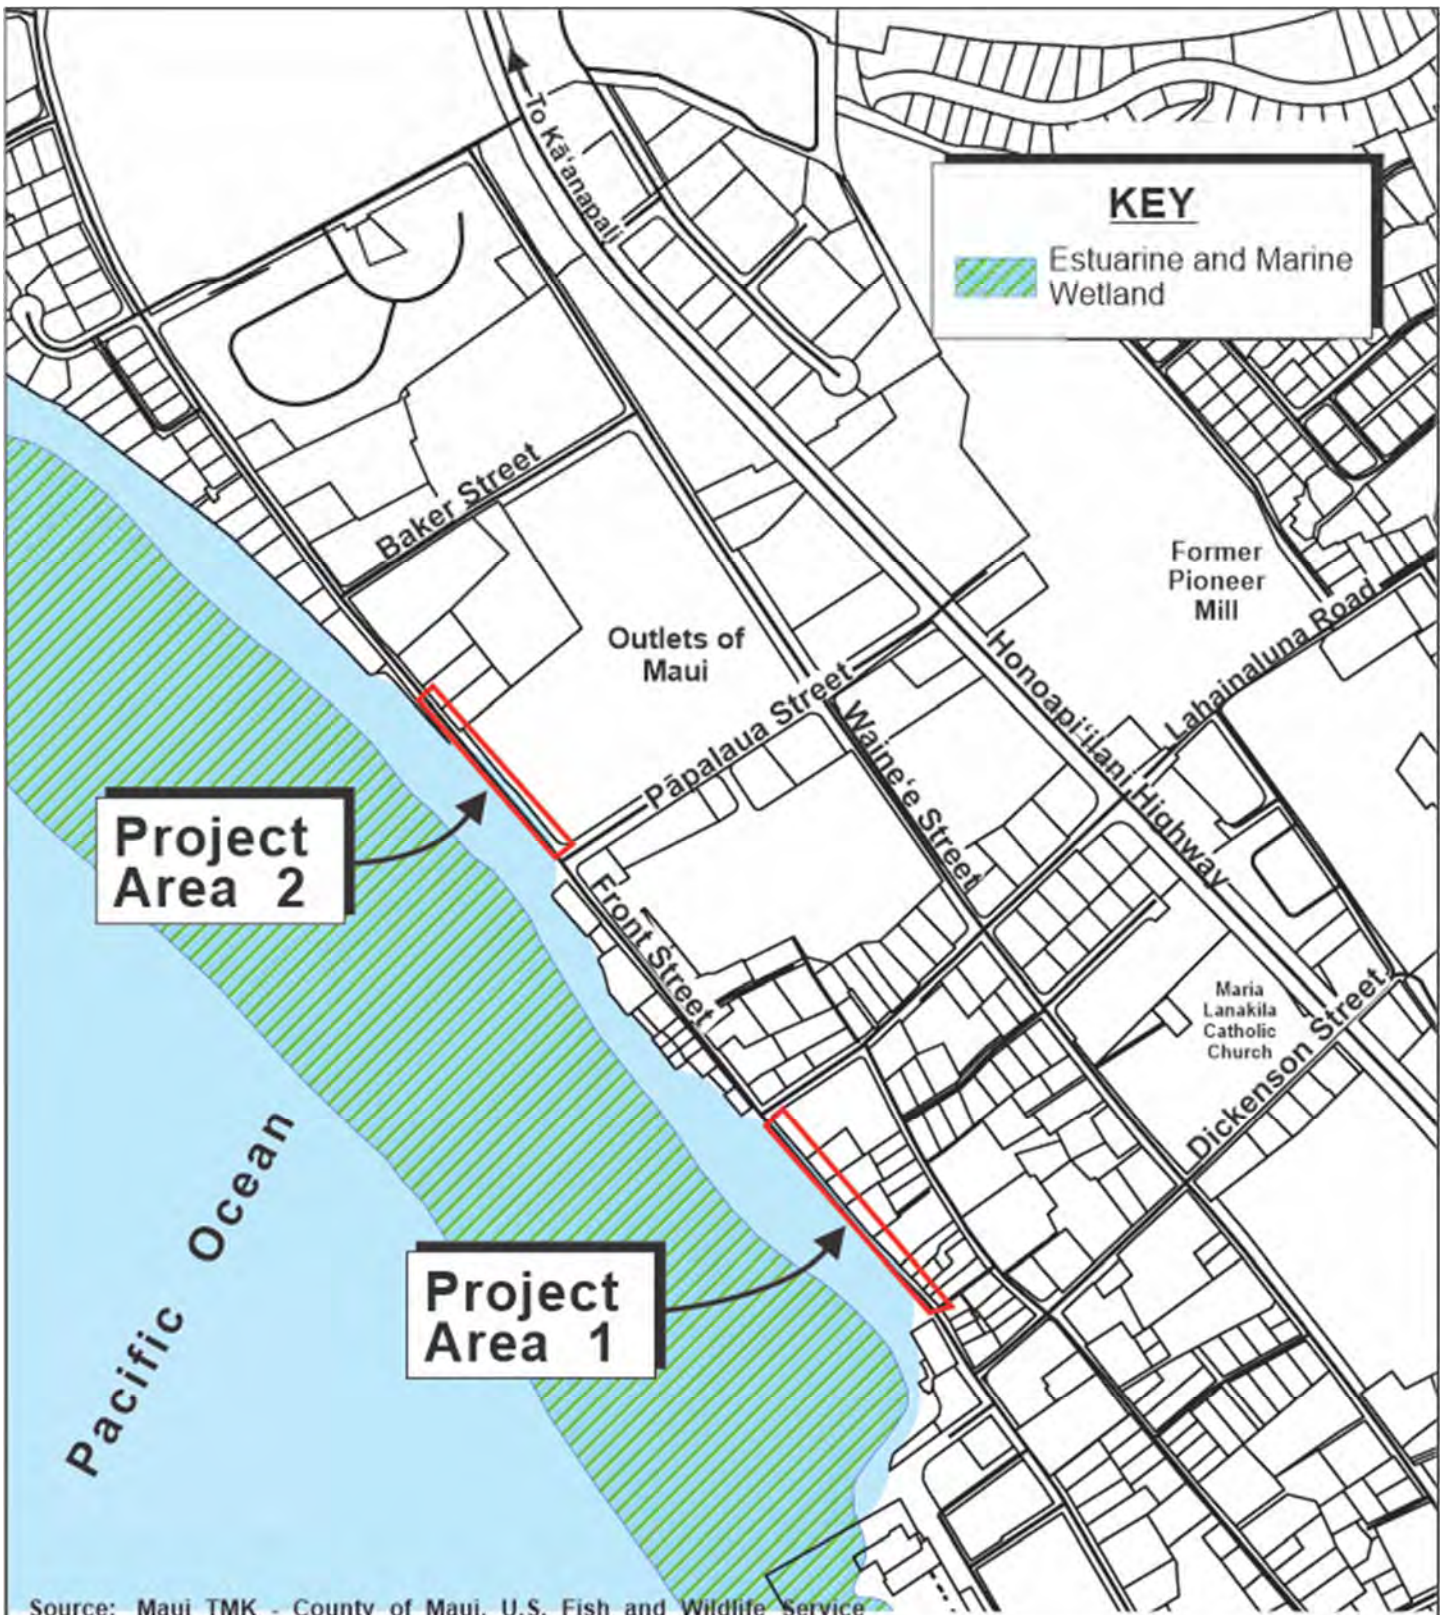 To Kā‘anapali
KEY
Estuarine and Marine
Wetland
Baker Street
Former
Pioneer
Mill
Outlets of
Maui
Lahainaluna Road
Honoapi‘ilani Highway
Pāpalaua Street
Waine‘e Street
Project
Area 2
Front Street
Maria
Lanakila
Catholic
Church
Dickenson Street
Pacific Ocean
Project
Area 1
Source: Maui TMK - County of Maui, U.S. Fish and Wildlife Service